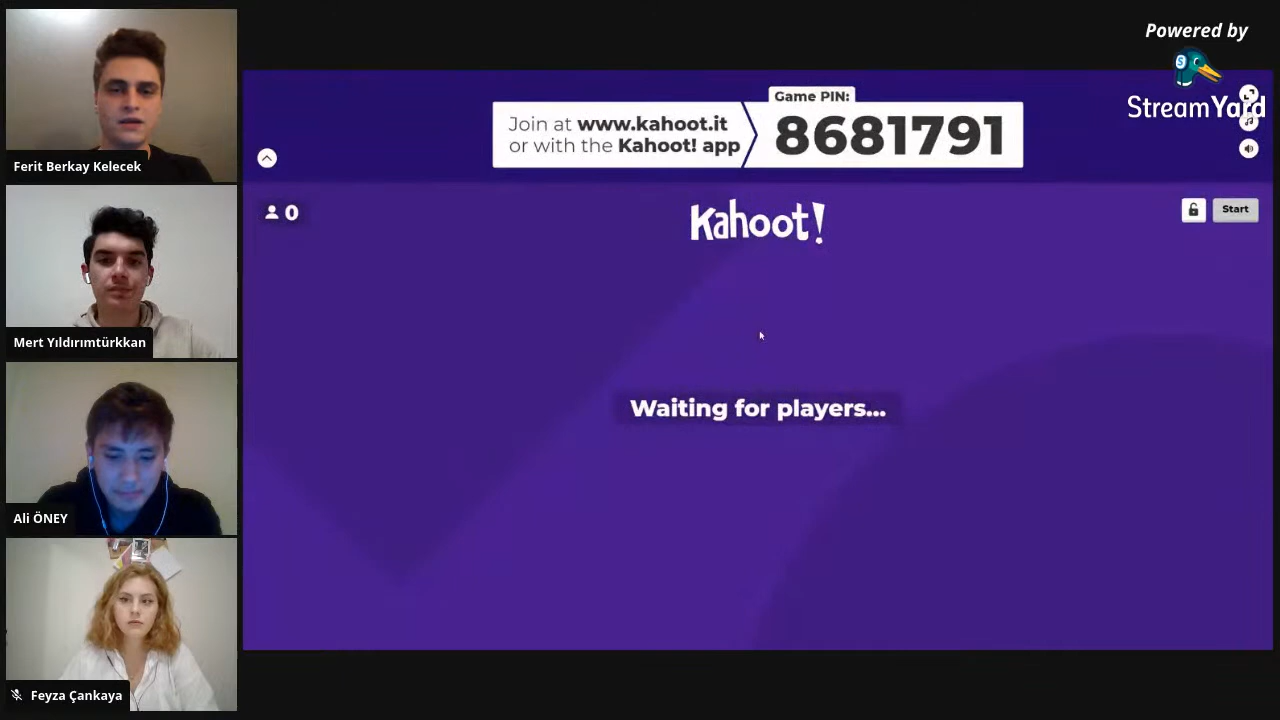 Powered by
StreamYard
Game PIN:
Join at www.kahoot.it
or with the Kahoot! app
8681791
0
Kahoot!
Start
Waiting for players...
Ferit Berkay Kelecek
Mert Yıldırımtürkkan
Ali ÖNEY
Feyza Çankaya